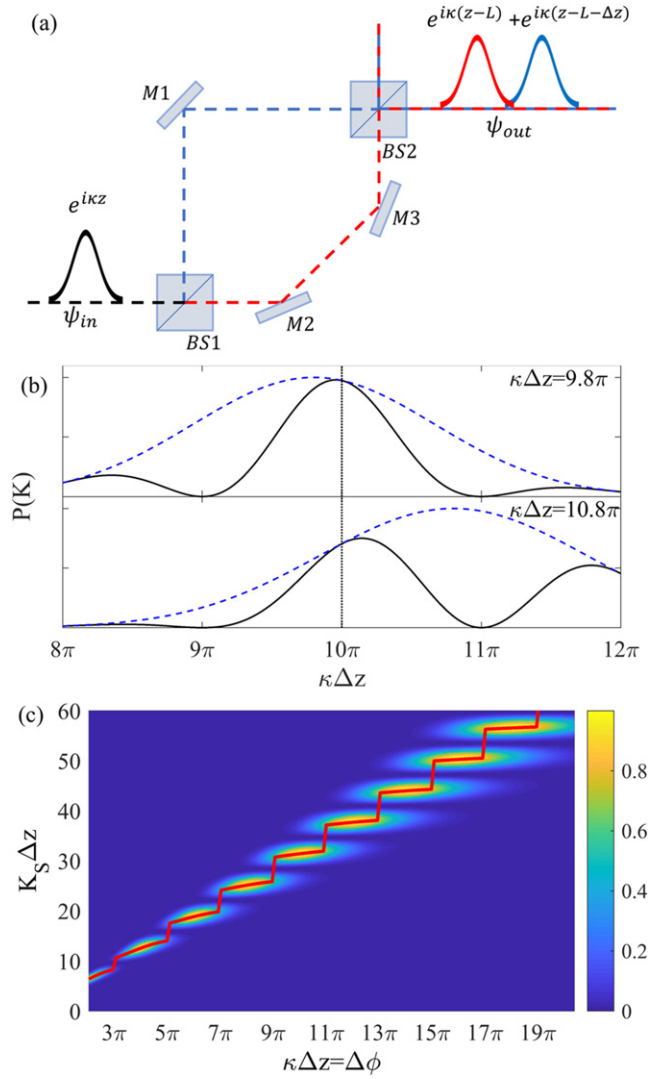 (a)
e^{iκ(z−L)} + e^{iκ(z−L−Δz)}
M1
ψ_out
BS2
e^{iκz}
M3
ψ_in
BS1
M2
(b)
κΔz=9.8π
κΔz=10.8π
P(K)
8π 9π 10π 11π 12π
κΔz
(c)
60
50
40
30
20
10
0
K_SΔz
3π 5π 7π 9π 11π 13π 15π 17π 19π
κΔz=Δϕ
0.8
0.6
0.4
0.2
0